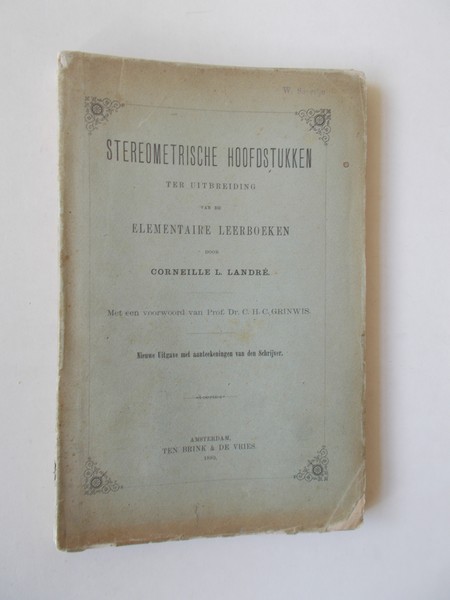 W.
STEREOMETRISCHE HOOFDSTUKKEN
TER UITBREIDING
VAN DE
ELEMENTAIRE LEERBOEKEN
DOOR
CORNEILLE L. LANDRÉ.
Met een voorwoord van Prof. Dr. C. H. C. GRINWIS.
Nieuwe Uitgave met aanteekeningen van den Schrijver.
AMSTERDAM,
TEN BRINK & DE VRIES.